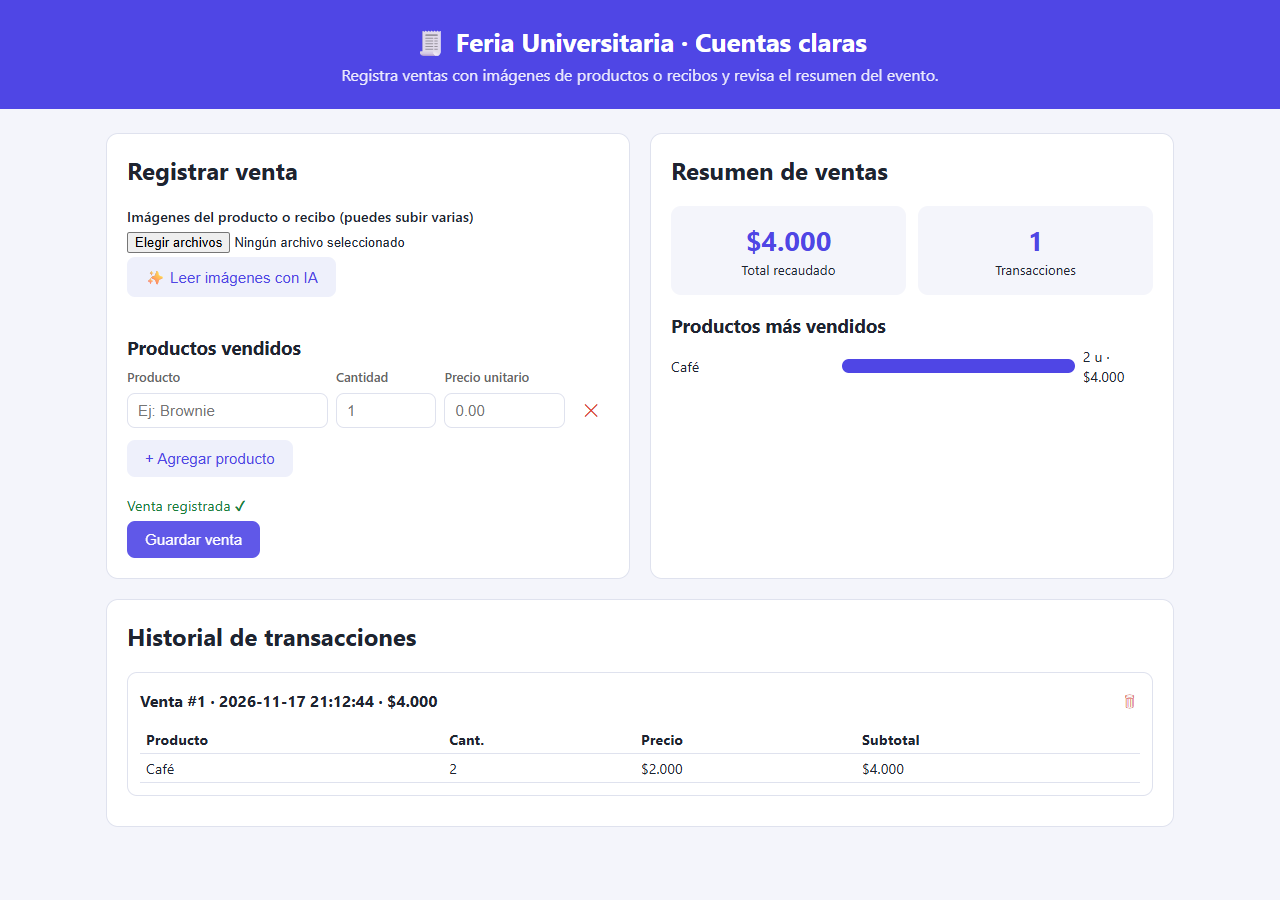 Feria Universitaria · Cuentas claras
Registra ventas con imágenes de productos o recibos y revisa el resumen del evento.
Registrar venta
Imágenes del producto o recibo (puedes subir varias)
Elegir archivos Ningún archivo seleccionado
✨ Leer imágenes con IA
Productos vendidos
Producto Cantidad Precio unitario
Ej: Brownie 1 0.00
+ Agregar producto
Venta registrada ✓
Guardar venta
Resumen de ventas
$4.000 1
Total recaudado Transacciones
Productos más vendidos
Café 2 u ·
$4.000
Historial de transacciones
Venta #1 · 2026-11-17 21:12:44 · $4.000
Producto Cant. Precio Subtotal
Café 2 $2.000 $4.000